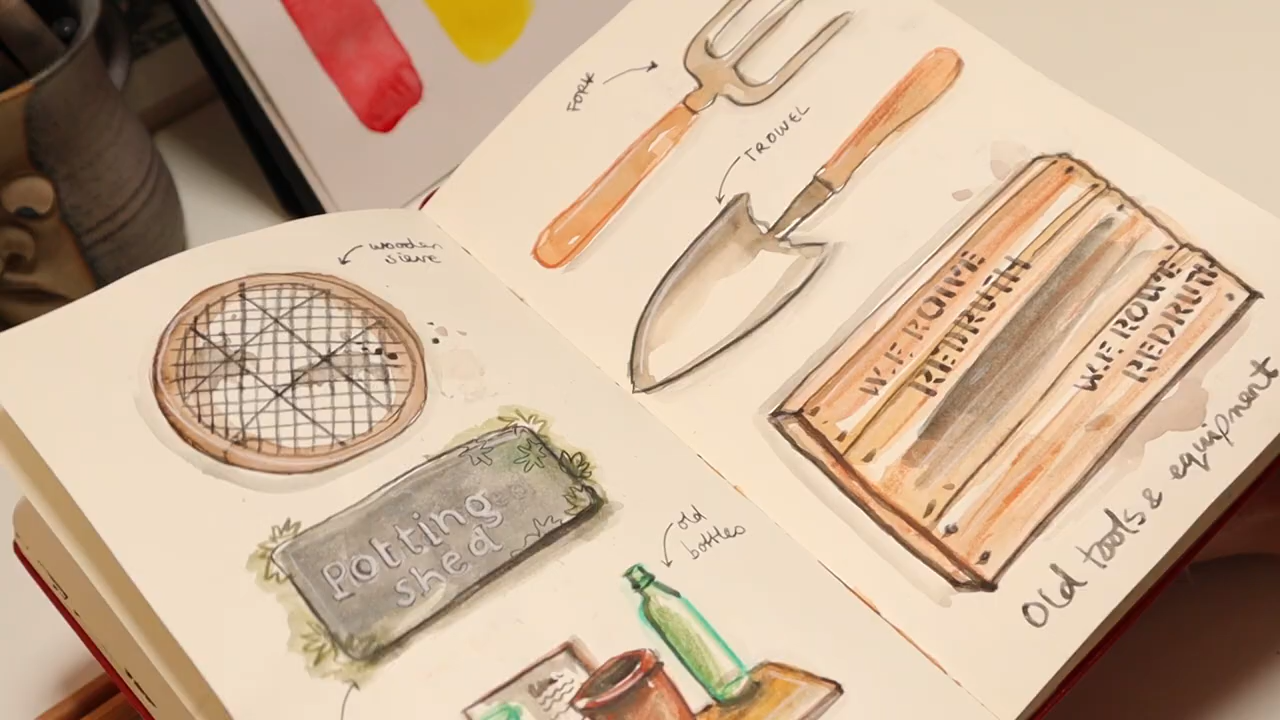 wooden
sieve
Potting
shed
old
bottles
FORK
TROWEL
W.F. ROWE
REDRUTH
W.F. ROWE
REDRUTH
Old tools & equipment